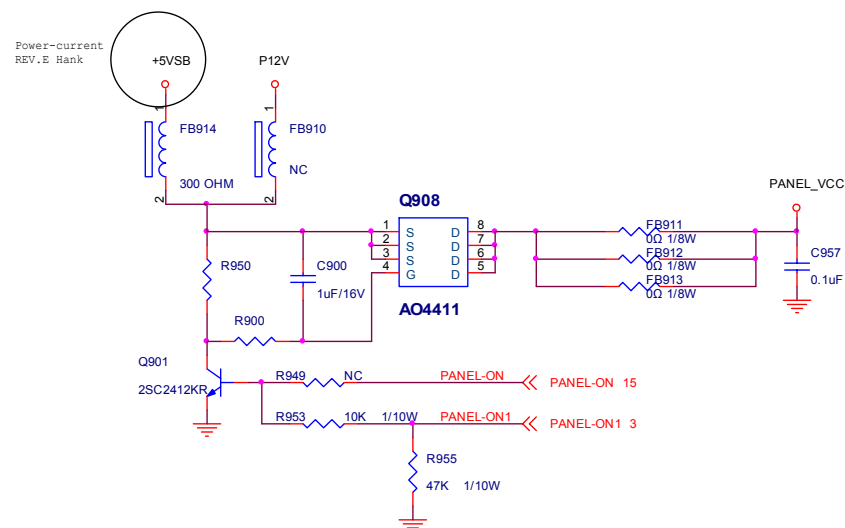 Power-current
REV.E Hank
+5VSB
P12V
1
1
FB914
FB910
300 OHM
NC
2
2
PANEL_VCC
Q908
1
S
D
8
2
S
D
7
3
S
D
6
4
G
D
5
AO4411
FB911
0Ω 1/8W
FB912
0Ω 1/8W
FB913
0Ω 1/8W
C957
0.1uF
R950
C900
1uF/16V
R900
Q901
2SC2412KR
R949
NC
PANEL-ON
PANEL-ON 15
R953
10K 1/10W
PANEL-ON1
PANEL-ON1 3
R955
47K 1/10W